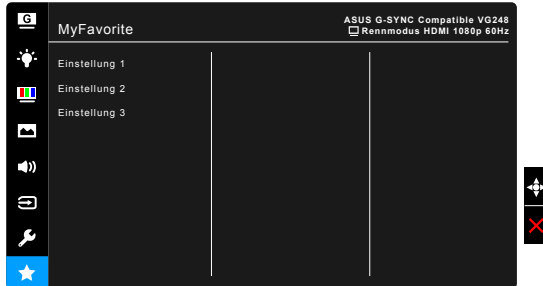 G
MyFavorite
ASUS G-SYNC Compatible VG248
Rennmodus HDMI 1080p 60Hz
Einstellung 1
Einstellung 2
Einstellung 3